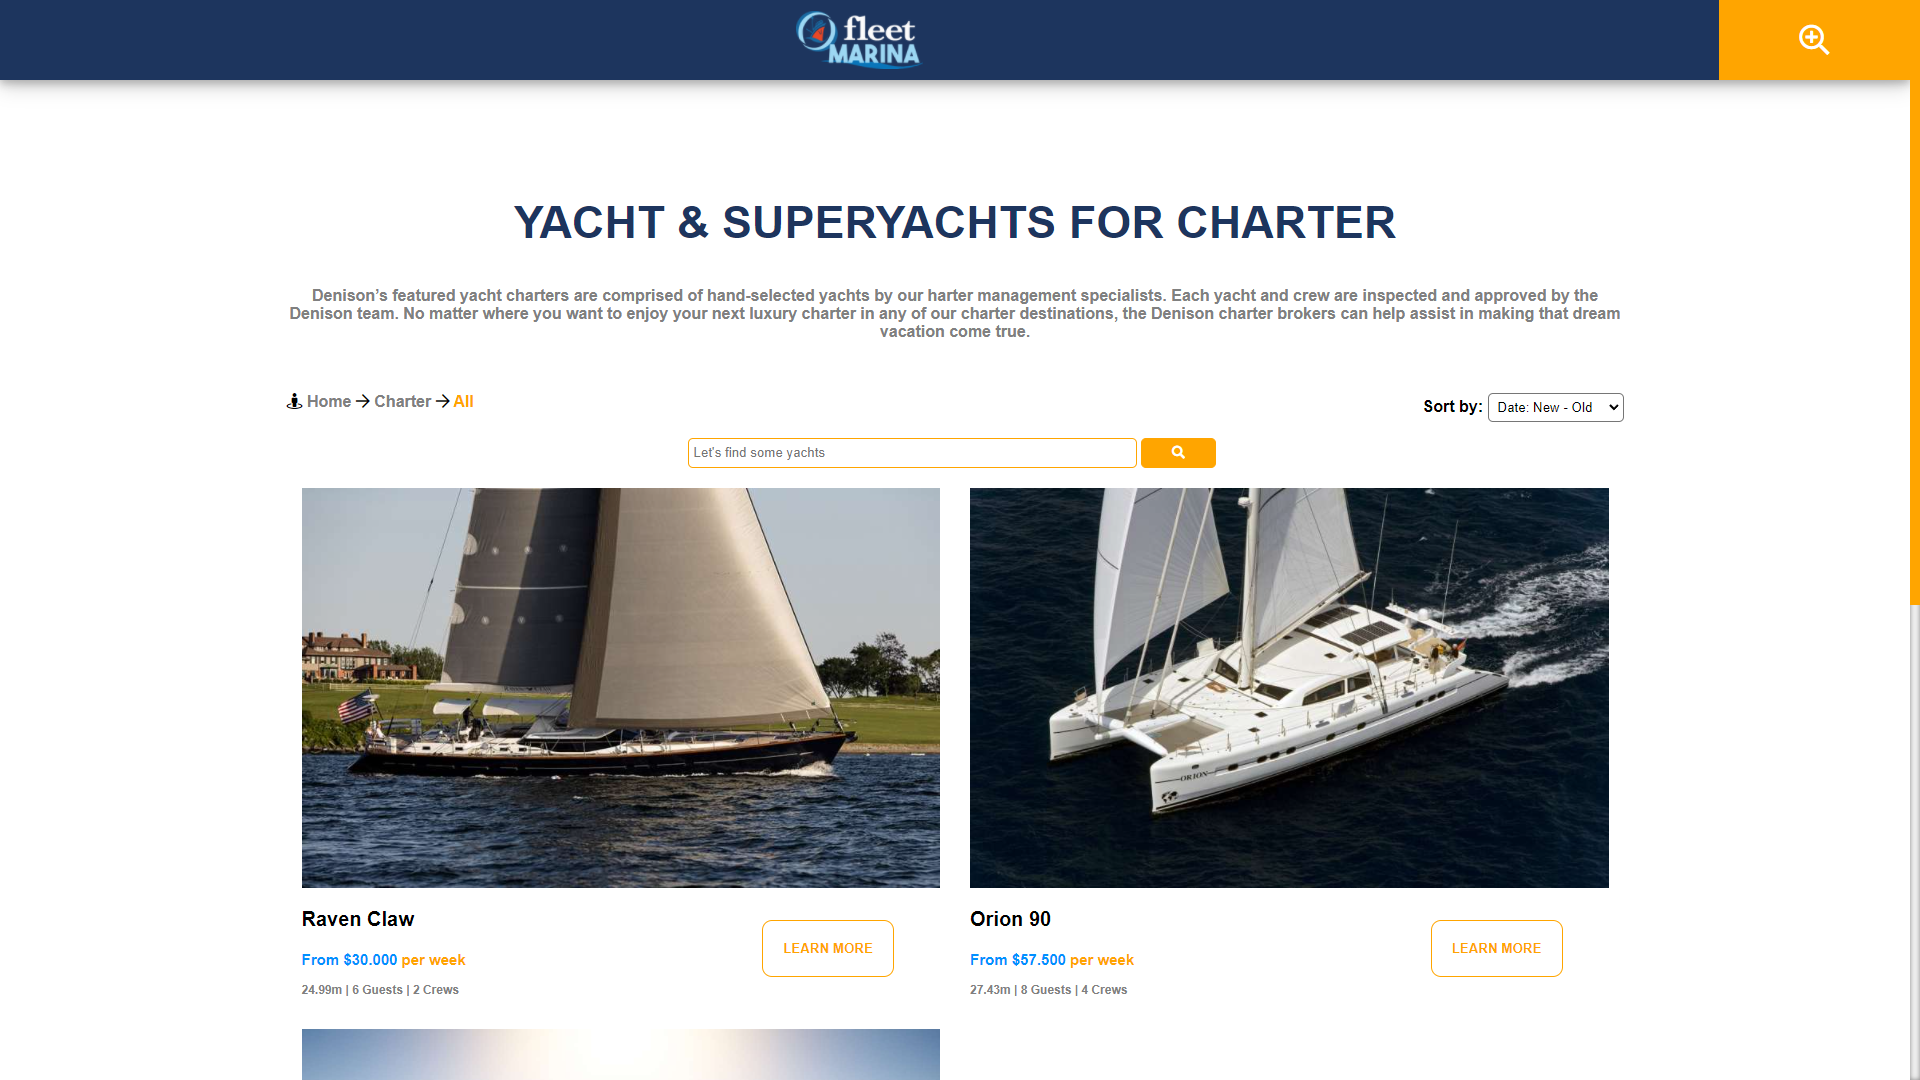 fleet
MARINA
YACHT & SUPERYACHTS FOR CHARTER
Denison’s featured yacht charters are comprised of hand-selected yachts by our harter management specialists. Each yacht and crew are inspected and approved by the
Denison team. No matter where you want to enjoy your next luxury charter in any of our charter destinations, the Denison charter brokers can help assist in making that dream
vacation come true.
Home → Charter → All
Sort by: Date: New - Old
Let's find some yachts
ORION
Raven Claw
LEARN MORE
From $30.000 per week
24.99m | 6 Guests | 2 Crews
Orion 90
LEARN MORE
From $57.500 per week
27.43m | 8 Guests | 4 Crews